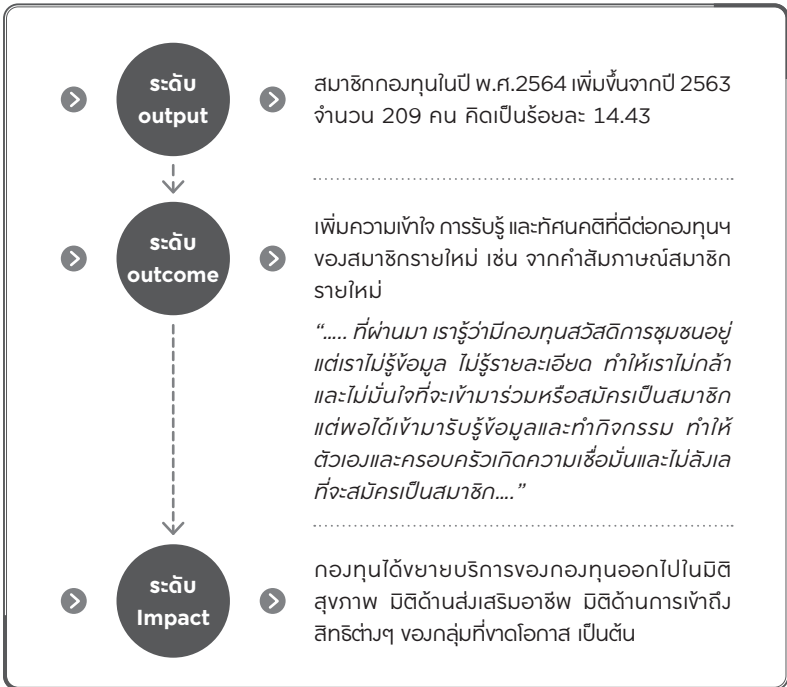 ระดับ
output
สมาชิกกองทุนในปี พ.ศ.2564 เพิ่มขึ้นจากปี 2563
จำนวน 209 คน คิดเป็นร้อยละ 14.43
ระดับ
outcome
เพิ่มความเข้าใจ การรับรู้ และทัศนคติที่ดีต่อกองทุนฯ
ของสมาชิกรายใหม่ เช่น จากคำสัมภาษณ์สมาชิก
รายใหม่
“..... ที่ผ่านมา เรารู้ว่ามีกองทุนสวัสดิการชุมชนอยู่
แต่เราไม่รู้ข้อมูล ไม่รู้รายละเอียด ทำให้เราไม่กล้า
และไม่มั่นใจที่จะเข้ามาร่วมหรือสมัครเป็นสมาชิก
แต่พอได้เข้ามารับรู้ข้อมูลและทำกิจกรรม ทำให้
ตัวเองและครอบครัวเกิดความเชื่อมั่นและไม่ลังเล
ที่จะสมัครเป็นสมาชิก....”
ระดับ
Impact
กองทุนได้ขยายบริการของกองทุนออกไปในมิติ
สุขภาพ มิติด้านส่งเสริมอาชีพ มิติด้านการเข้าถึง
สิทธิต่างๆ ของกลุ่มที่ขาดโอกาส เป็นต้น